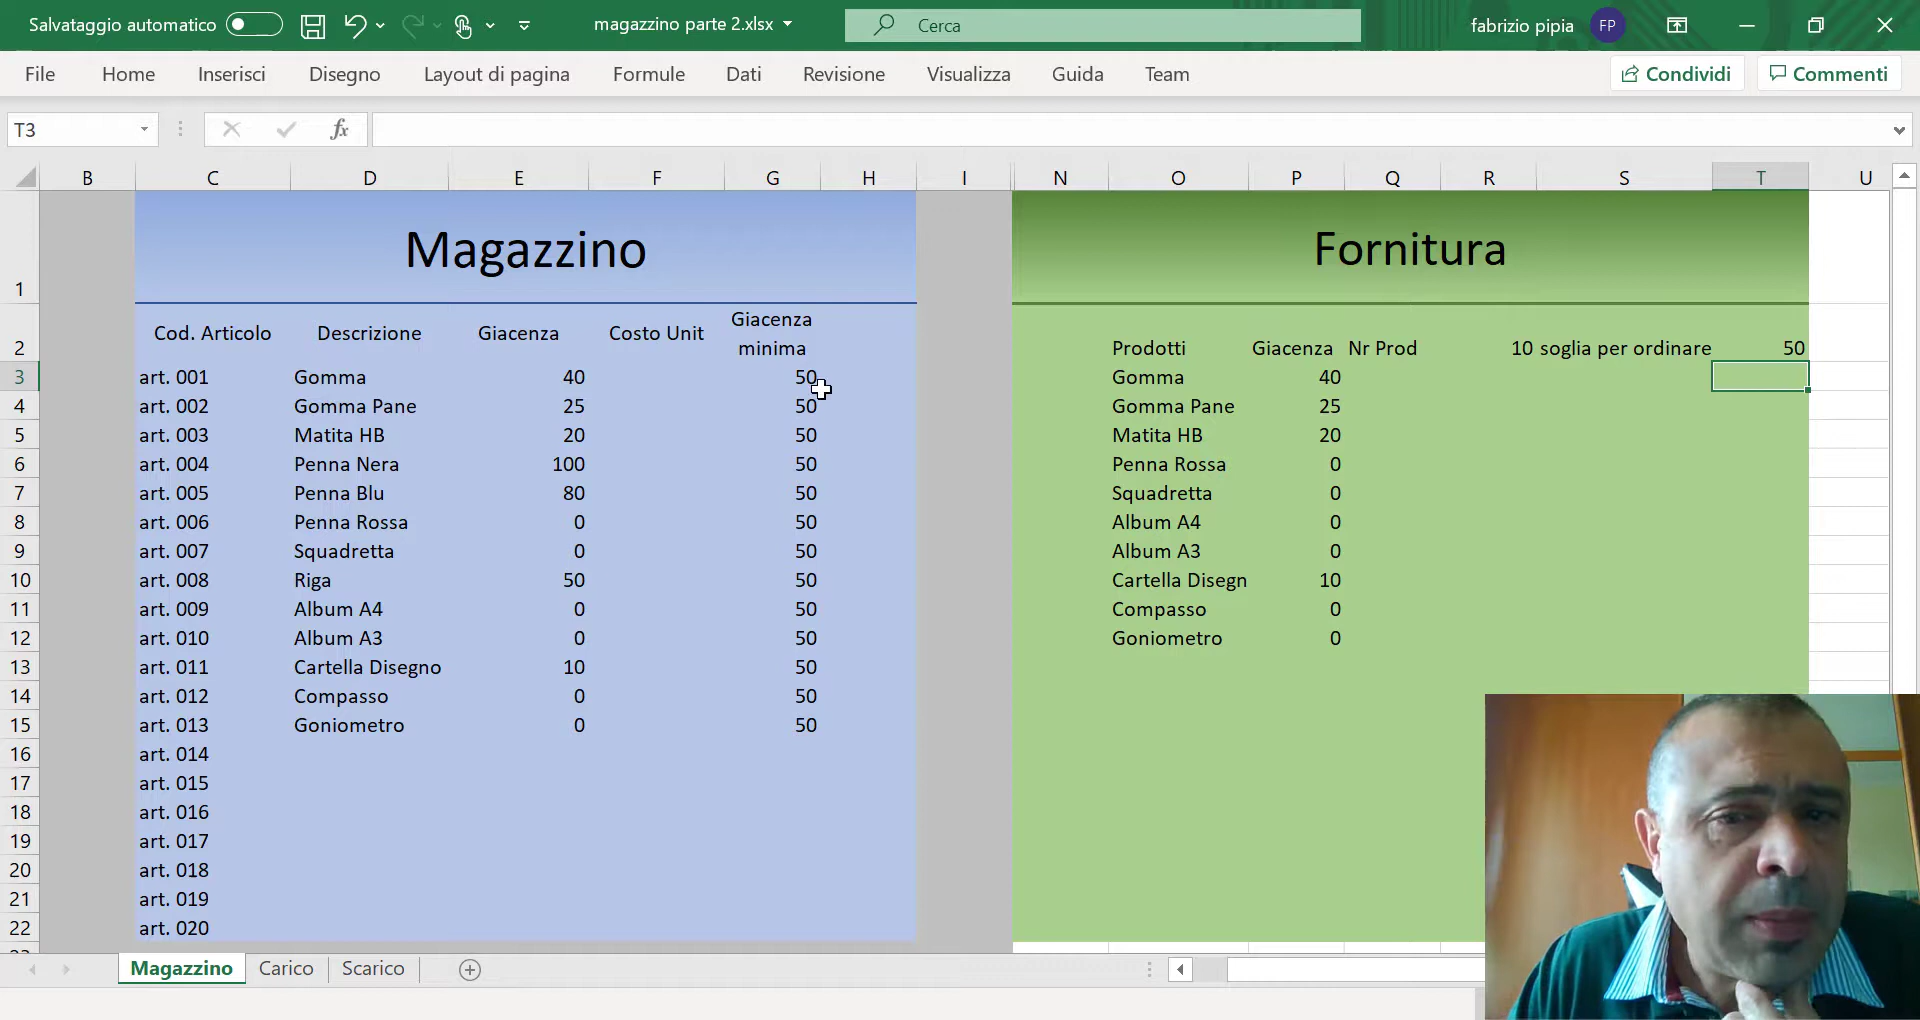 Salvataggio automatico
magazzino parte 2.xlsx
Cerca
fabrizio pipia FP
File Home Inserisci Disegno Layout di pagina Formule Dati Revisione Visualizza Guida Team Condividi Commenti
T3 fx
B C D E F G H I N O P Q R S T U
1 Magazzino Fornitura
2 Cod. Articolo Descrizione Giacenza Costo Unit Giacenza minima Prodotti Giacenza Nr Prod 10 soglia per ordinare 50
3 art. 001 Gomma 40 50 Gomma 40
4 art. 002 Gomma Pane 25 50 Gomma Pane 25
5 art. 003 Matita HB 20 50 Matita HB 20
6 art. 004 Penna Nera 100 50 Penna Rossa 0
7 art. 005 Penna Blu 80 50 Squadretta 0
8 art. 006 Penna Rossa 0 50 Album A4 0
9 art. 007 Squadretta 0 50 Album A3 0
10 art. 008 Riga 50 50 Cartella Disegn 10
11 art. 009 Album A4 0 50 Compasso 0
12 art. 010 Album A3 0 50 Goniometro 0
13 art. 011 Cartella Disegno 10 50
14 art. 012 Compasso 0 50
15 art. 013 Goniometro 0 50
16 art. 014
17 art. 015
18 art. 016
19 art. 017
20 art. 018
21 art. 019
22 art. 020
Magazzino Carico Scarico